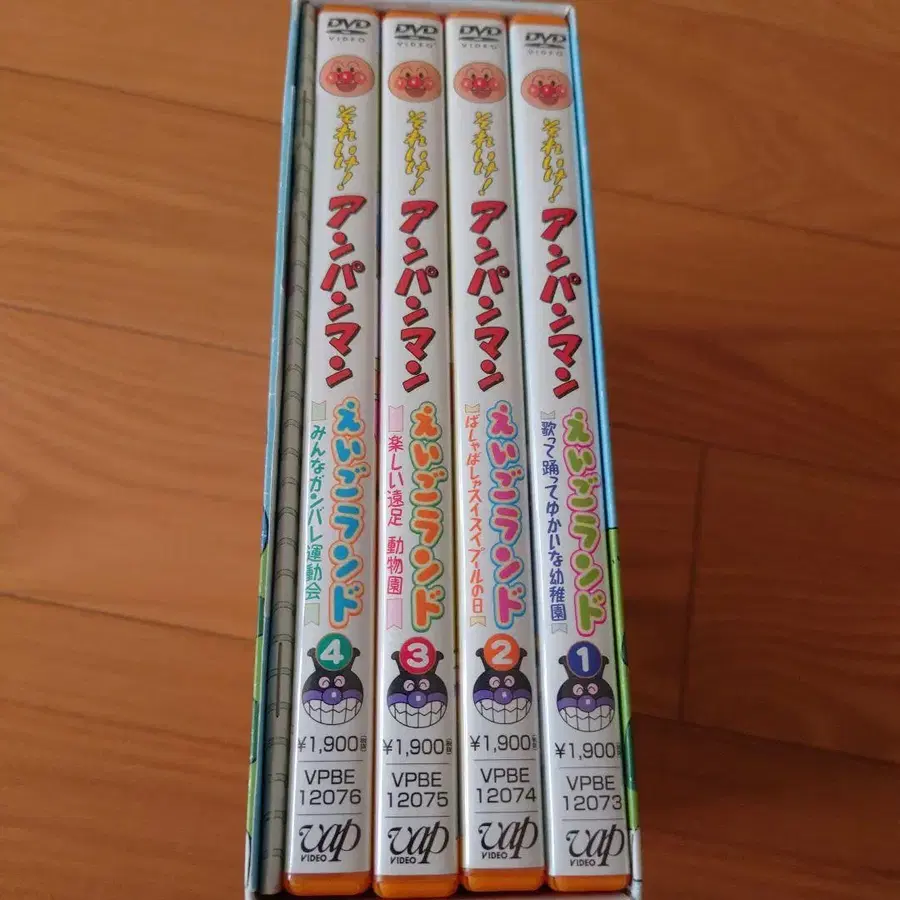 DVD
VIDEO
それいけ!
アンパンマン
えいごランド
みんなガンバレ運動会
4
¥1,900
VPBE
12076
vap
VIDEO
DVD
VIDEO
それいけ!
アンパンマン
えいごランド
楽しい遠足 動物園
3
¥1,900
VPBE
12075
vap
VIDEO
DVD
VIDEO
それいけ!
アンパンマン
えいごランド
ばしゃばしゃスイスイプールの日
2
¥1,900
VPBE
12074
vap
VIDEO
DVD
VIDEO
それいけ!
アンパンマン
えいごランド
歌って踊ってゆかいな幼稚園
1
¥1,900
VPBE
12073
vap
VIDEO